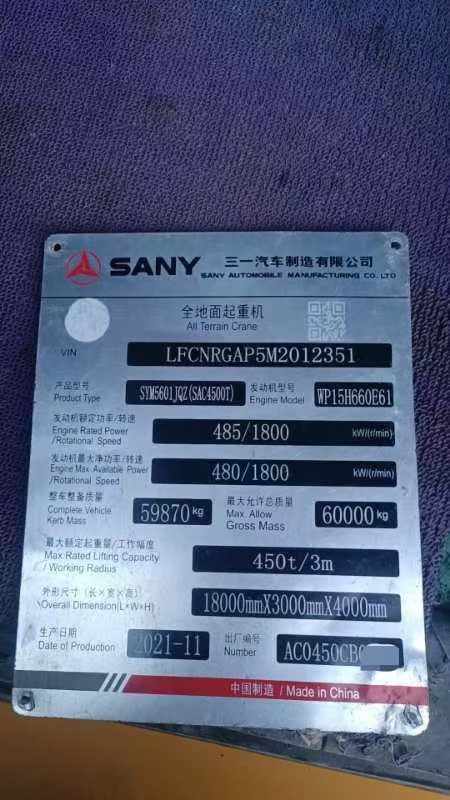 SANY 三一汽车制造有限公司
SANY AUTOMOBILE MANUFACTURING CO.,LTD
全地面起重机
All Terrain Crane
VIN LFCNRGAP5M2012351
产品型号 Product Type SYM5601JQZ(SAC4500T) 发动机型号 Engine Model WP15H660E61
发动机额定功率/转速
Engine Rated Power
/Rotational Speed 485/1800 kW/(r/min)
发动机最大净功率/转速
Engine Max. Available Power
/Rotational Speed 480/1800 kW/(r/min)
整车整备质量
Complete Vehicle
Kerb Mass 59870 kg
最大允许总质量
Max. Allow
Gross Mass 60000 kg
最大额定起重量/工作幅度
Max Rated Lifting Capacity
/ Working Radius 450t/3m
外形尺寸(长×宽×高)
Overall Dimension(L×W×H) 18000mmX3000mmX4000mm
生产日期
Date of Production 2021-11
出厂编号
Number AC0450CB
中国制造 / Made in China